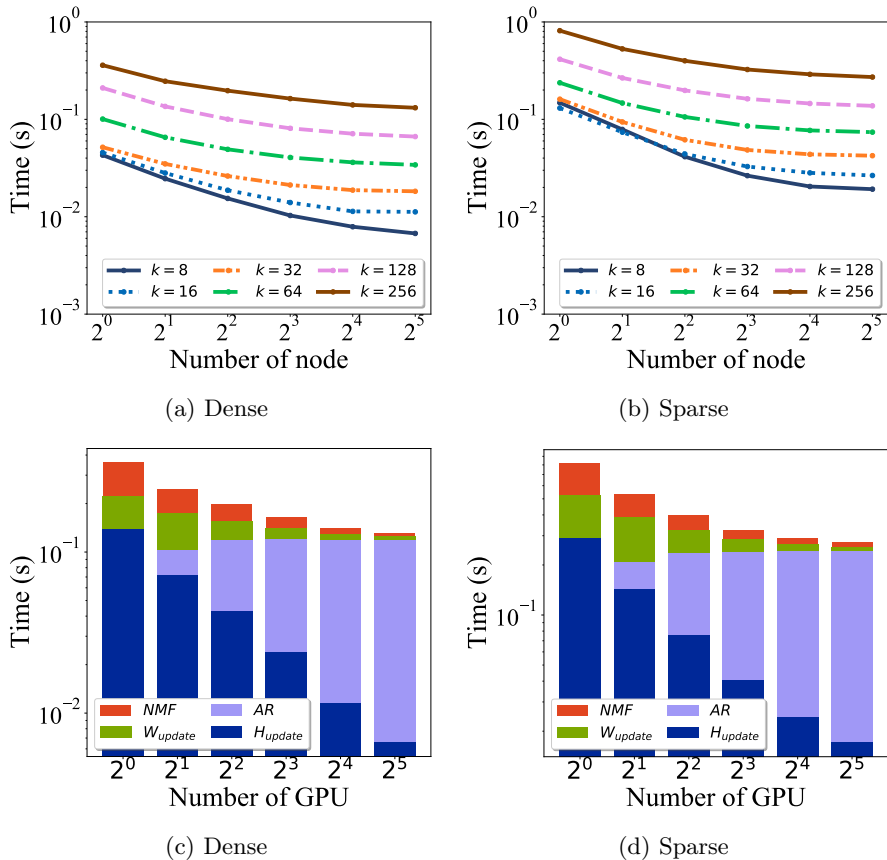 10^0
10^-1
10^-2
10^-3
Time (s)
k = 8
k = 16
k = 32
k = 64
k = 128
k = 256
2^0 2^1 2^2 2^3 2^4 2^5
Number of node
(a) Dense
10^0
10^-1
10^-2
10^-3
Time (s)
k = 8
k = 16
k = 32
k = 64
k = 128
k = 256
2^0 2^1 2^2 2^3 2^4 2^5
Number of node
(b) Sparse
10^-1
10^-2
Time (s)
NMF
W_update
AR
H_update
2^0 2^1 2^2 2^3 2^4 2^5
Number of GPU
(c) Dense
10^-1
Time (s)
NMF
W_update
AR
H_update
2^0 2^1 2^2 2^3 2^4 2^5
Number of GPU
(d) Sparse